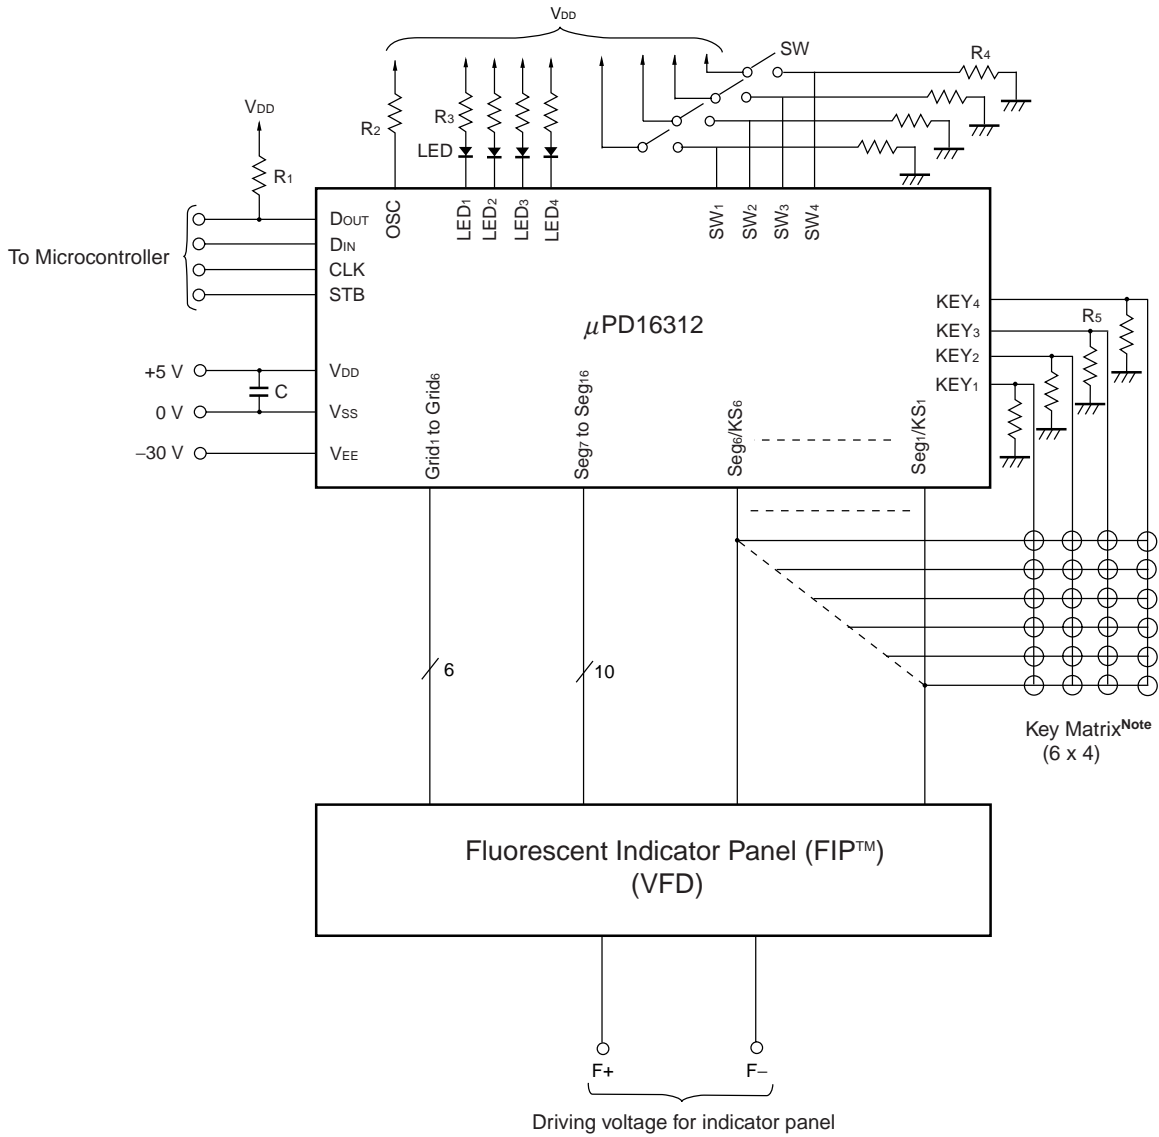 VDD
SW
R4
VDD
R2
R3
LED
R1
OSC
LED1
LED2
LED3
LED4
SW1
SW2
SW3
SW4
To Microcontroller
DOUT
DIN
CLK
STB
μPD16312
KEY4
KEY3
KEY2
KEY1
R5
+5 V
0 V
−30 V
C
VDD
VSS
VEE
Grid1 to Grid6
Seg7 to Seg16
Seg6/KS6
Seg1/KS1
6
10
Key MatrixNote
(6 x 4)
Fluorescent Indicator Panel (FIP™)
(VFD)
F+
F−
Driving voltage for indicator panel